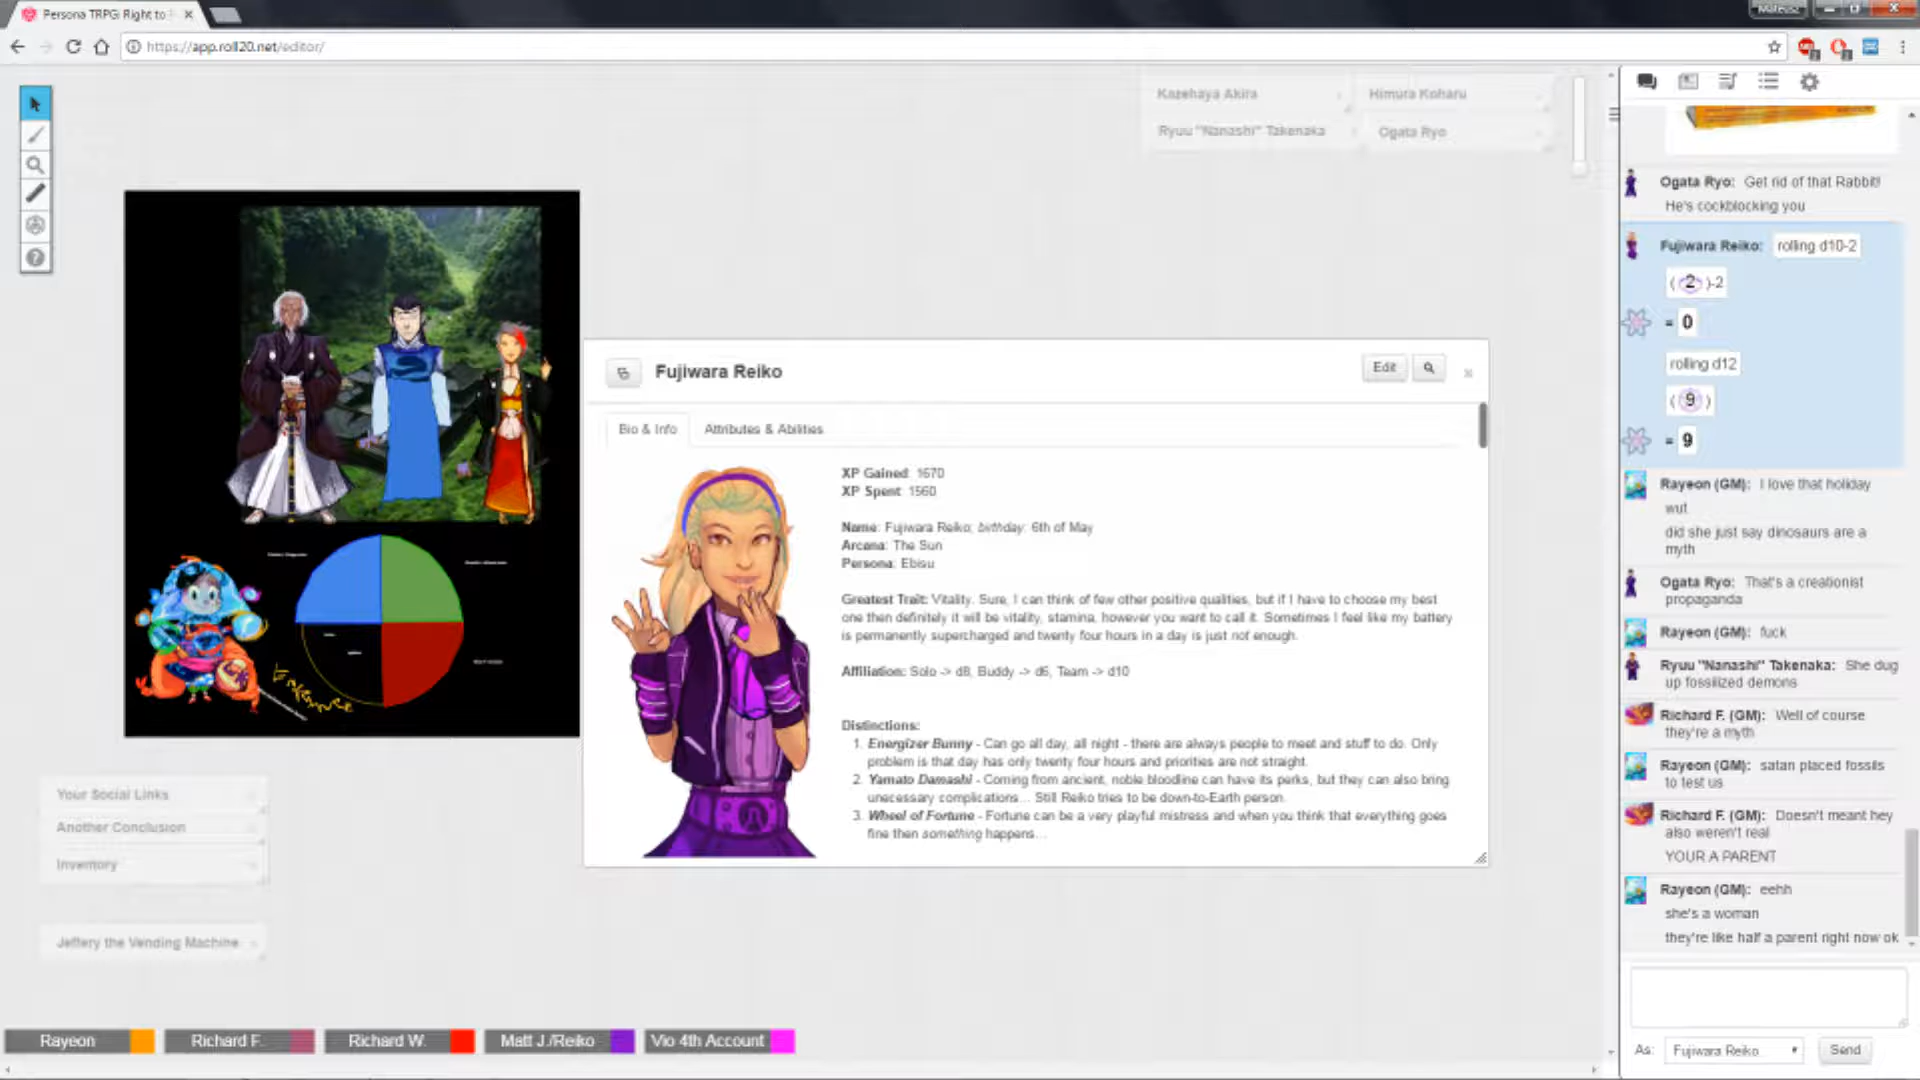 Persona TRPG: Right to
Mateusz
https://app.roll20.net/editor/
Kazehaya Akira
Himura Koharu
Ryuu "Nanashi" Takenaka
Ogata Ryo
Fujiwara Reiko
Edit
Bio & Info
Attributes & Abilities
XP Gained: 1670
XP Spent: 1560
Name: Fujiwara Reiko; birthday: 6th of May
Arcana: The Sun
Persona: Ebisu
Greatest Trait: Vitality. Sure, I can think of few other positive qualities, but if I have to choose my best
one then definitely it will be vitality, stamina, however you want to call it. Sometimes I feel like my battery
is permanently supercharged and twenty four hours in a day is just not enough.
Affiliation: Solo -> d8, Buddy -> d6, Team -> d10
Distinctions:
1. Energizer Bunny - Can go all day, all night - there are always people to meet and stuff to do. Only
problem is that day has only twenty four hours and priorities are not straight.
2. Yamato Damashi - Coming from ancient, noble bloodline can have its perks, but they can also bring
unecessary complications... Still Reiko tries to be down-to-Earth person.
3. Wheel of Fortune - Fortune can be a very playful mistress and when you think that everything goes
fine then something happens...
Your Social Links
Another Conclusion
Inventory
Jeffery the Vending Machine
Rayeon
Richard F.
Richard W.
Matt J./Reiko
Vio 4th Account
Ogata Ryo: Get rid of that Rabbit!
He's cockblocking you
Fujiwara Reiko: rolling d10-2
(2)-2
= 0
rolling d12
(9)
= 9
Rayeon (GM): I love that holiday
wut
did she just say dinosaurs are a
myth
Ogata Ryo: That's a creationist
propaganda
Rayeon (GM): fuck
Ryuu "Nanashi" Takenaka: She dug
up fossilized demons
Richard F. (GM): Well of course
they're a myth
Rayeon (GM): satan placed fossils
to test us
Richard F. (GM): Doesn't meant hey
also weren't real
YOUR A PARENT
Rayeon (GM): eehh
she's a woman
they're like half a parent right now ok
As:
Fujiwara Reiko
Send